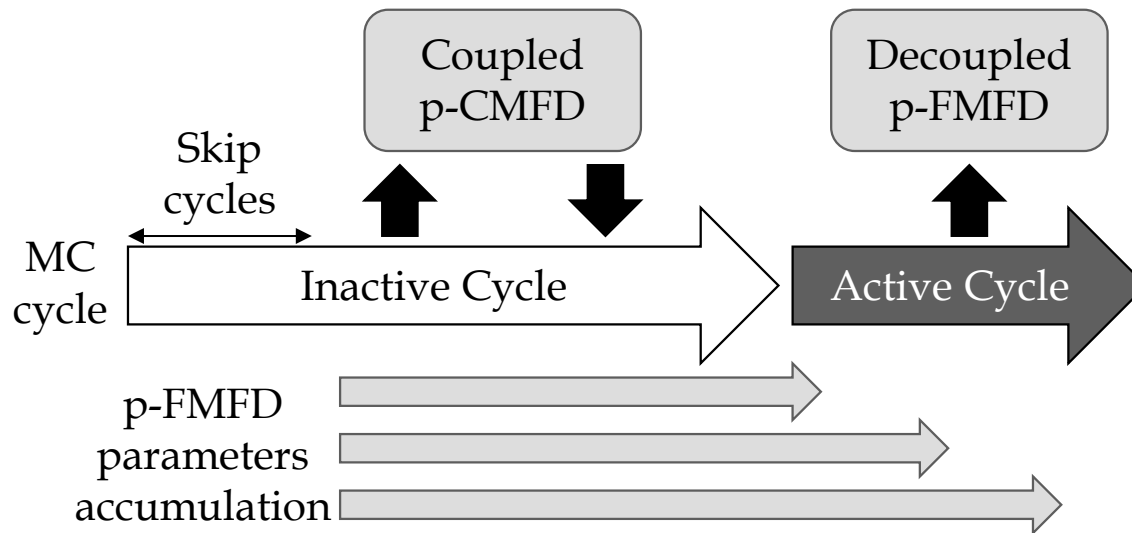 Coupled
p-CMFD
Decoupled
p-FMFD
Skip
cycles
MC
cycle
Inactive Cycle
Active Cycle
p-FMFD
parameters
accumulation